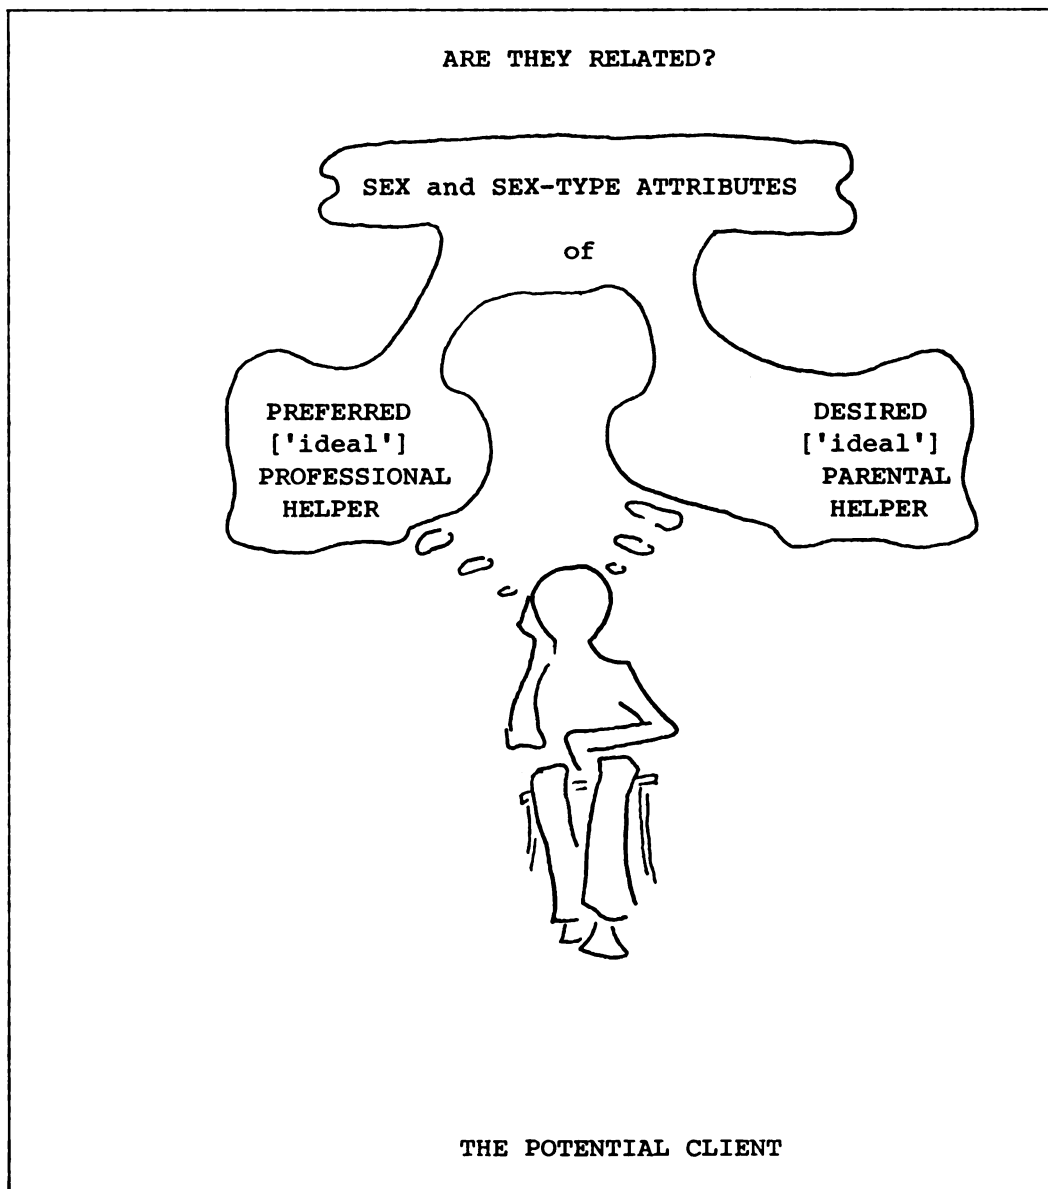 ARE THEY RELATED?
SEX and SEX-TYPE ATTRIBUTES
of
PREFERRED
['ideal']
PROFESSIONAL
HELPER
DESIRED
['ideal']
PARENTAL
HELPER
THE POTENTIAL CLIENT